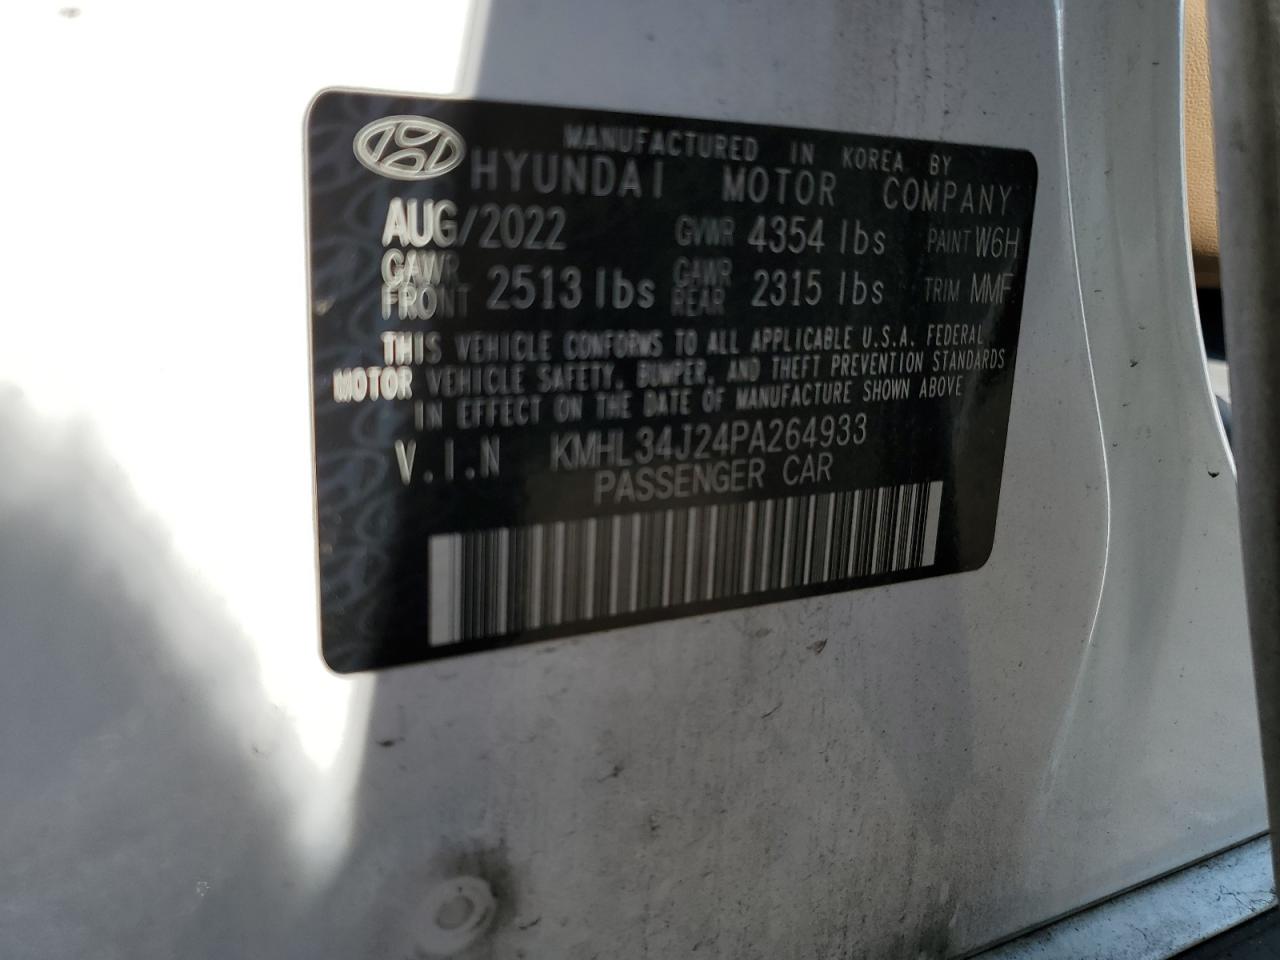 MANUFACTURED IN KOREA BY
HYUNDAI MOTOR COMPANY
AUG/2022 GVWR 4354 lbs PAINT W6H
GAWR FRONT 2513 lbs GAWR REAR 2315 lbs TRIM MMF
THIS VEHICLE CONFORMS TO ALL APPLICABLE U.S.A. FEDERAL
MOTOR VEHICLE SAFETY, BUMPER, AND THEFT PREVENTION STANDARDS
IN EFFECT ON THE DATE OF MANUFACTURE SHOWN ABOVE
V.I.N KMHL34J24PA264933
PASSENGER CAR